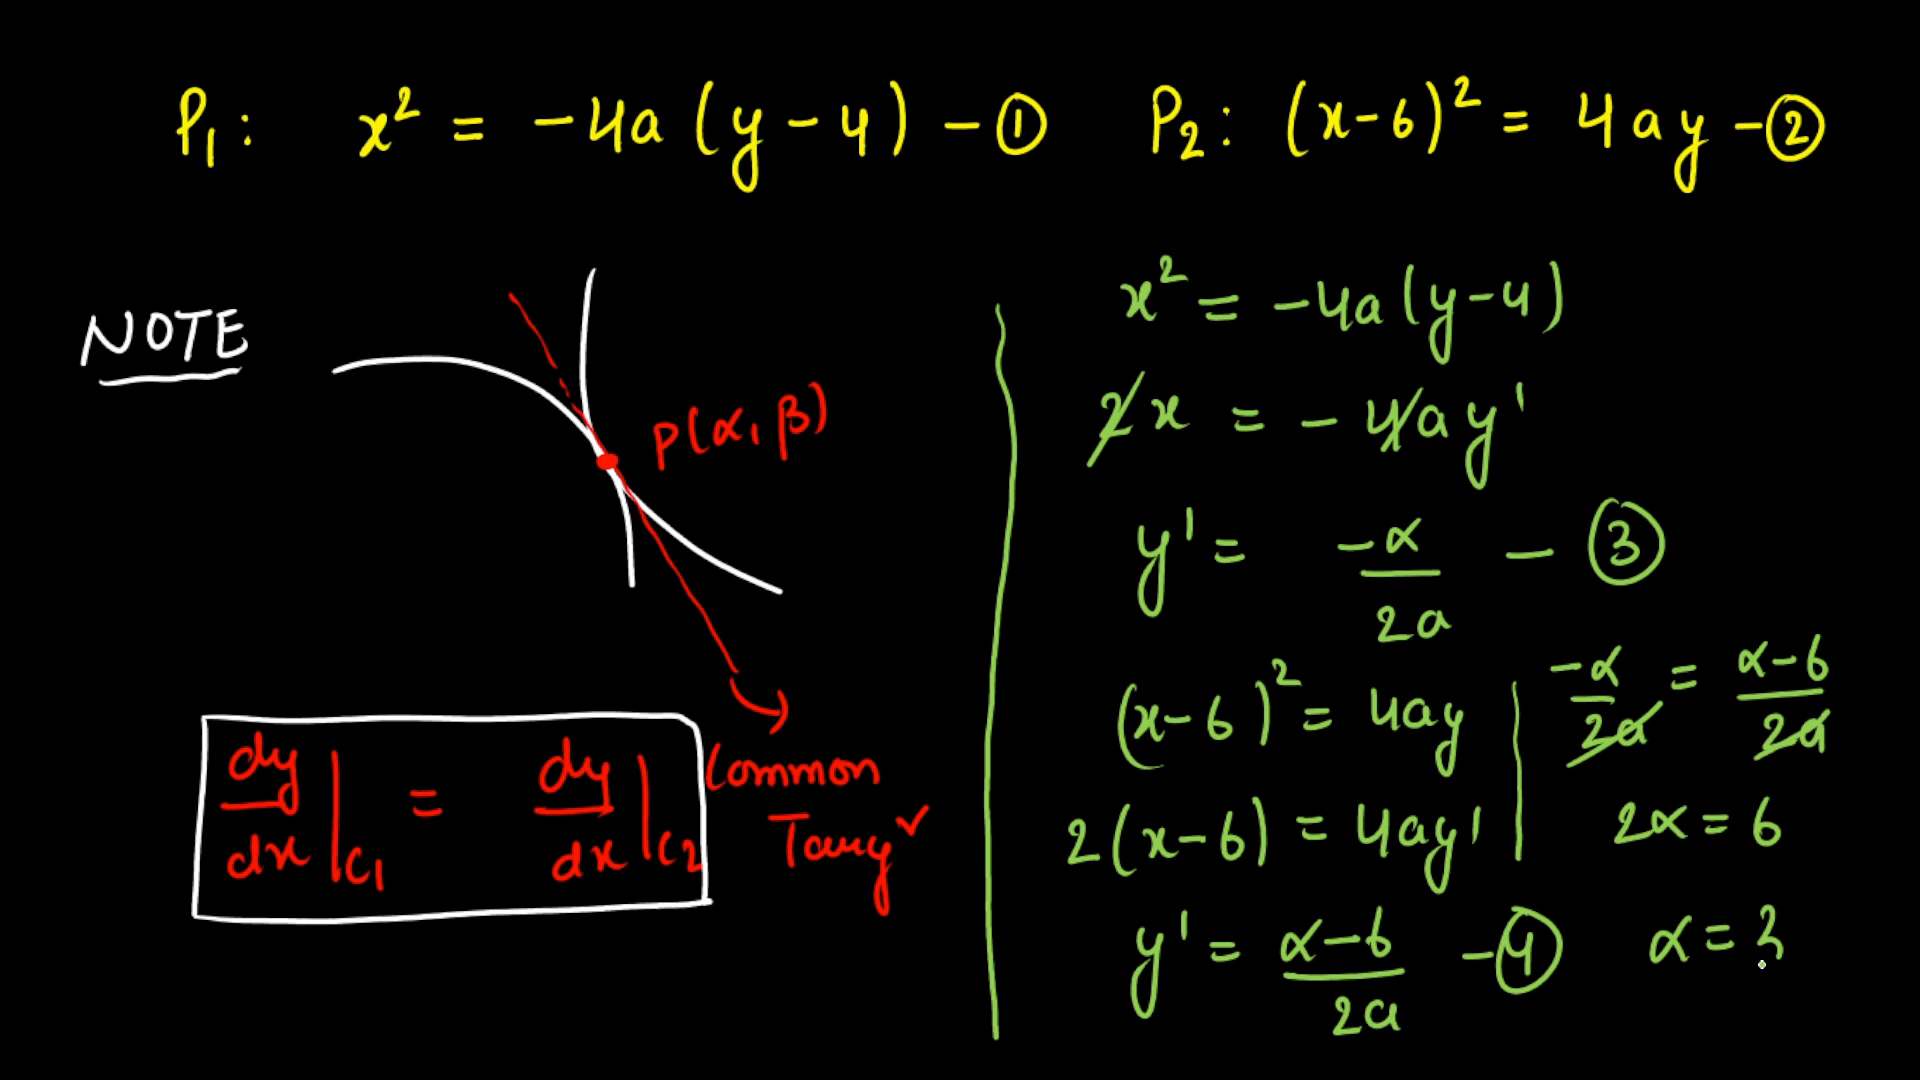 P₁: x² = -4a(y-4) -① P₂: (x-6)² = 4ay -②
NOTE
P(α, β)
Common
Tang
dy/dx|C₁ = dy/dx|C₂
x² = -4a(y-4)
2x = -4ay'
y' = -α/2a - ③
(x-6)² = 4ay
2(x-6) = 4ay'
y' = α-6/2a -④
-α/2a = α-6/2a
2α = 6
α = 3